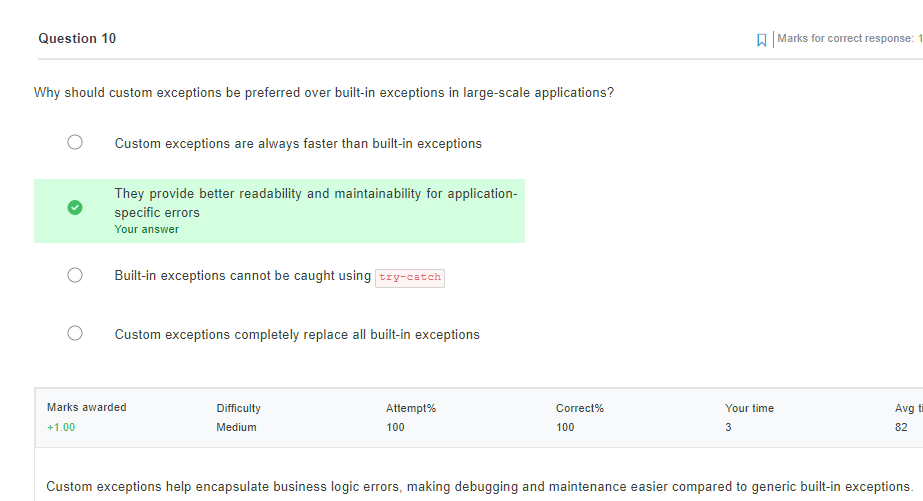 Question 10
Marks for correct response: 1
Why should custom exceptions be preferred over built-in exceptions in large-scale applications?
Custom exceptions are always faster than built-in exceptions
They provide better readability and maintainability for application-
specific errors
Your answer
Built-in exceptions cannot be caught using try-catch
Custom exceptions completely replace all built-in exceptions
Marks awarded Difficulty Attempt% Correct% Your time Avg ti
+1.00 Medium 100 100 3 82
Custom exceptions help encapsulate business logic errors, making debugging and maintenance easier compared to generic built-in exceptions.